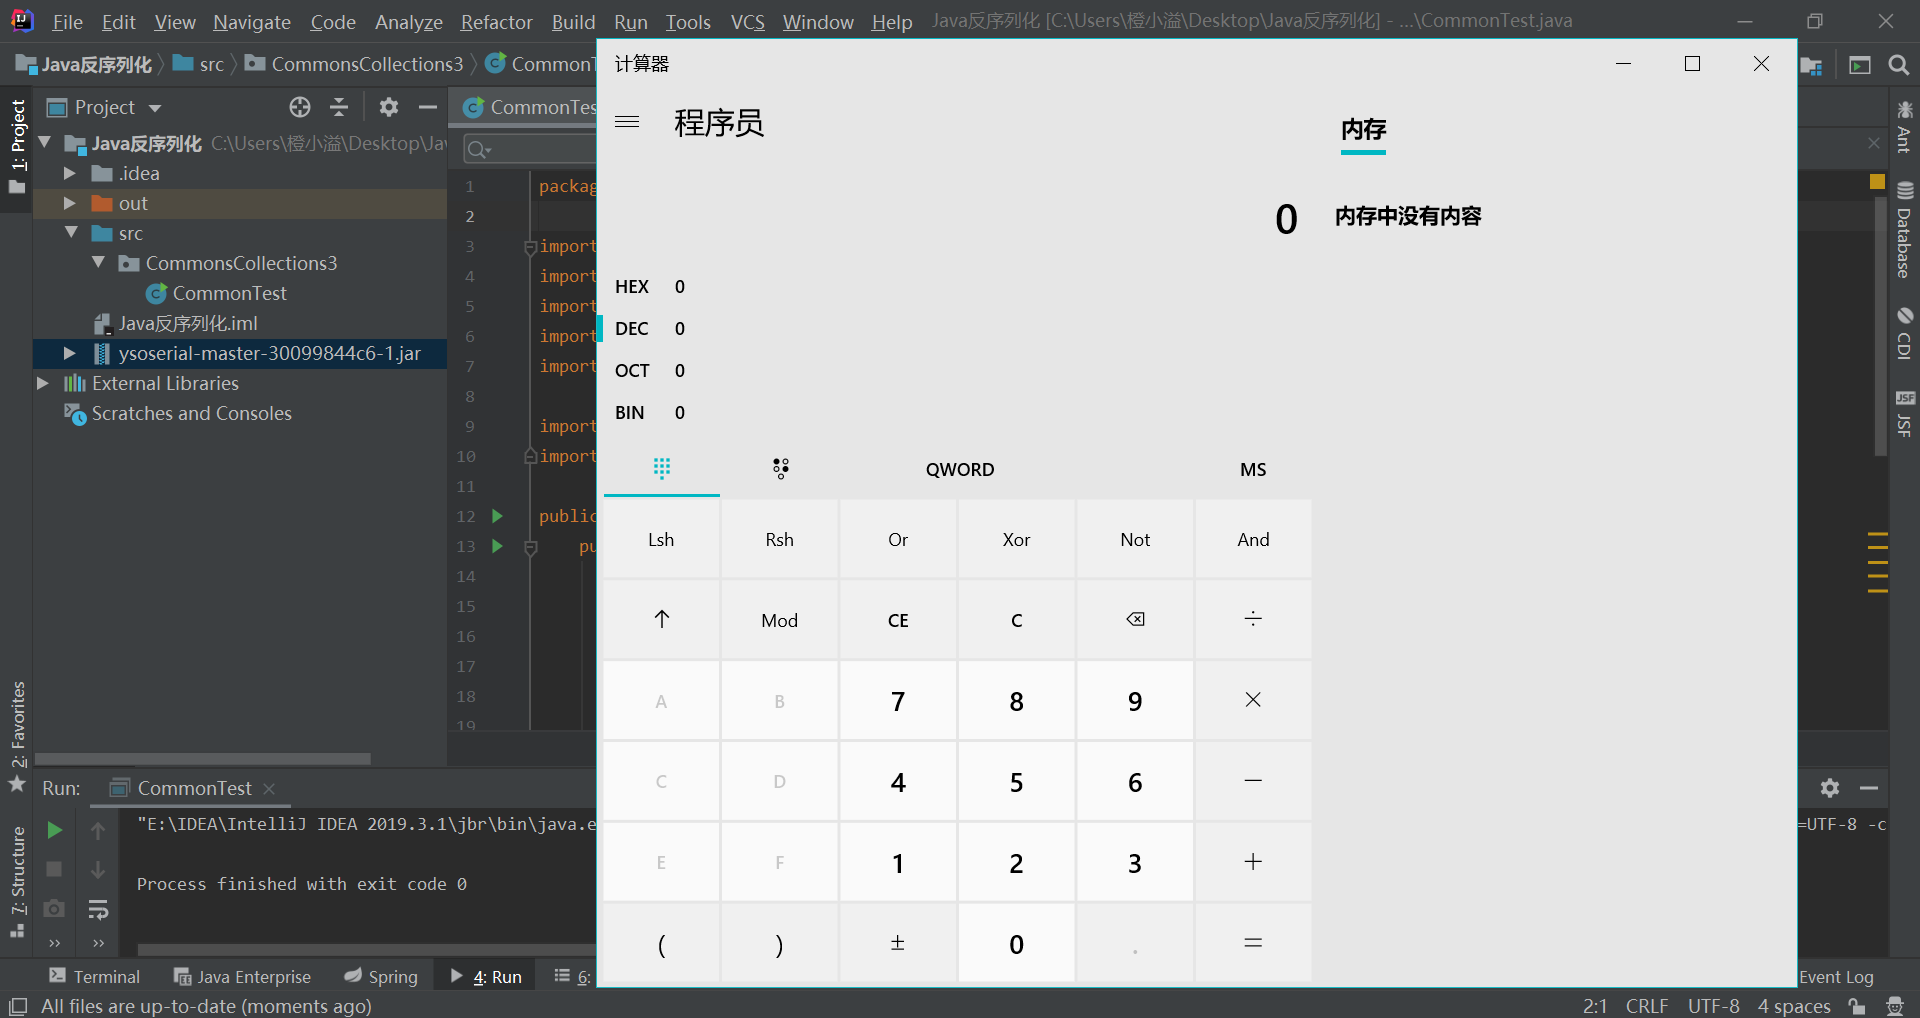 File Edit View Navigate Code Analyze Refactor Build Run Tools VCS Window Help Java反序列化 [C:\Users\橙小溢\Desktop\Java反序列化] - ...\CommonTest.java
Java反序列化 src CommonsCollections3 CommonT
1: Project
Project
CommonTes
Java反序列化 C:\Users\橙小溢\Desktop\Jav
.idea
out
src
CommonsCollections3
CommonTest
Java反序列化.iml
ysoserial-master-30099844c6-1.jar
External Libraries
Scratches and Consoles
1 packag
2
3 import
4 import
5 import
6 import
7 import
8
9 import
10 import
11
12 public
13 pu
14
15
16
17
18
19
计算器
程序员
内存
0
内存中没有内容
HEX 0
DEC 0
OCT 0
BIN 0
QWORD MS
Lsh Rsh Or Xor Not And
↑ Mod CE C ÷
A B 7 8 9 ×
C D 4 5 6 −
E F 1 2 3 +
( ) ± 0 . =
Ant
Database
CDI
JSF
JSF
2: Favorites
7: Structure
Run: CommonTest
"E:\IDEA\IntelliJ IDEA 2019.3.1\jbr\bin\java.e
=UTF-8 -c
Process finished with exit code 0
Terminal Java Enterprise Spring 4: Run 6: Event Log
All files are up-to-date (moments ago) 2:1 CRLF UTF-8 4 spaces